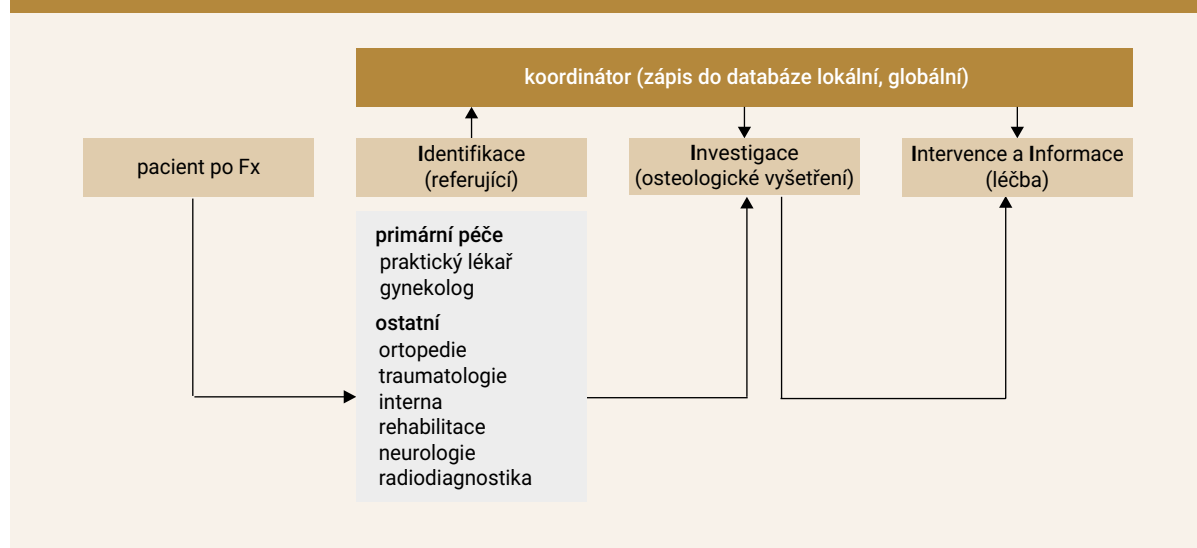 koordinátor (zápis do databáze lokální, globální)
pacient po Fx
Identifikace
(referující)
Investigace
(osteologické vyšetření)
Intervence a Informace
(léčba)
primární péče
praktický lékař
gynekolog
ostatní
ortopedie
traumatologie
interna
rehabilitace
neurologie
radiodiagnostika